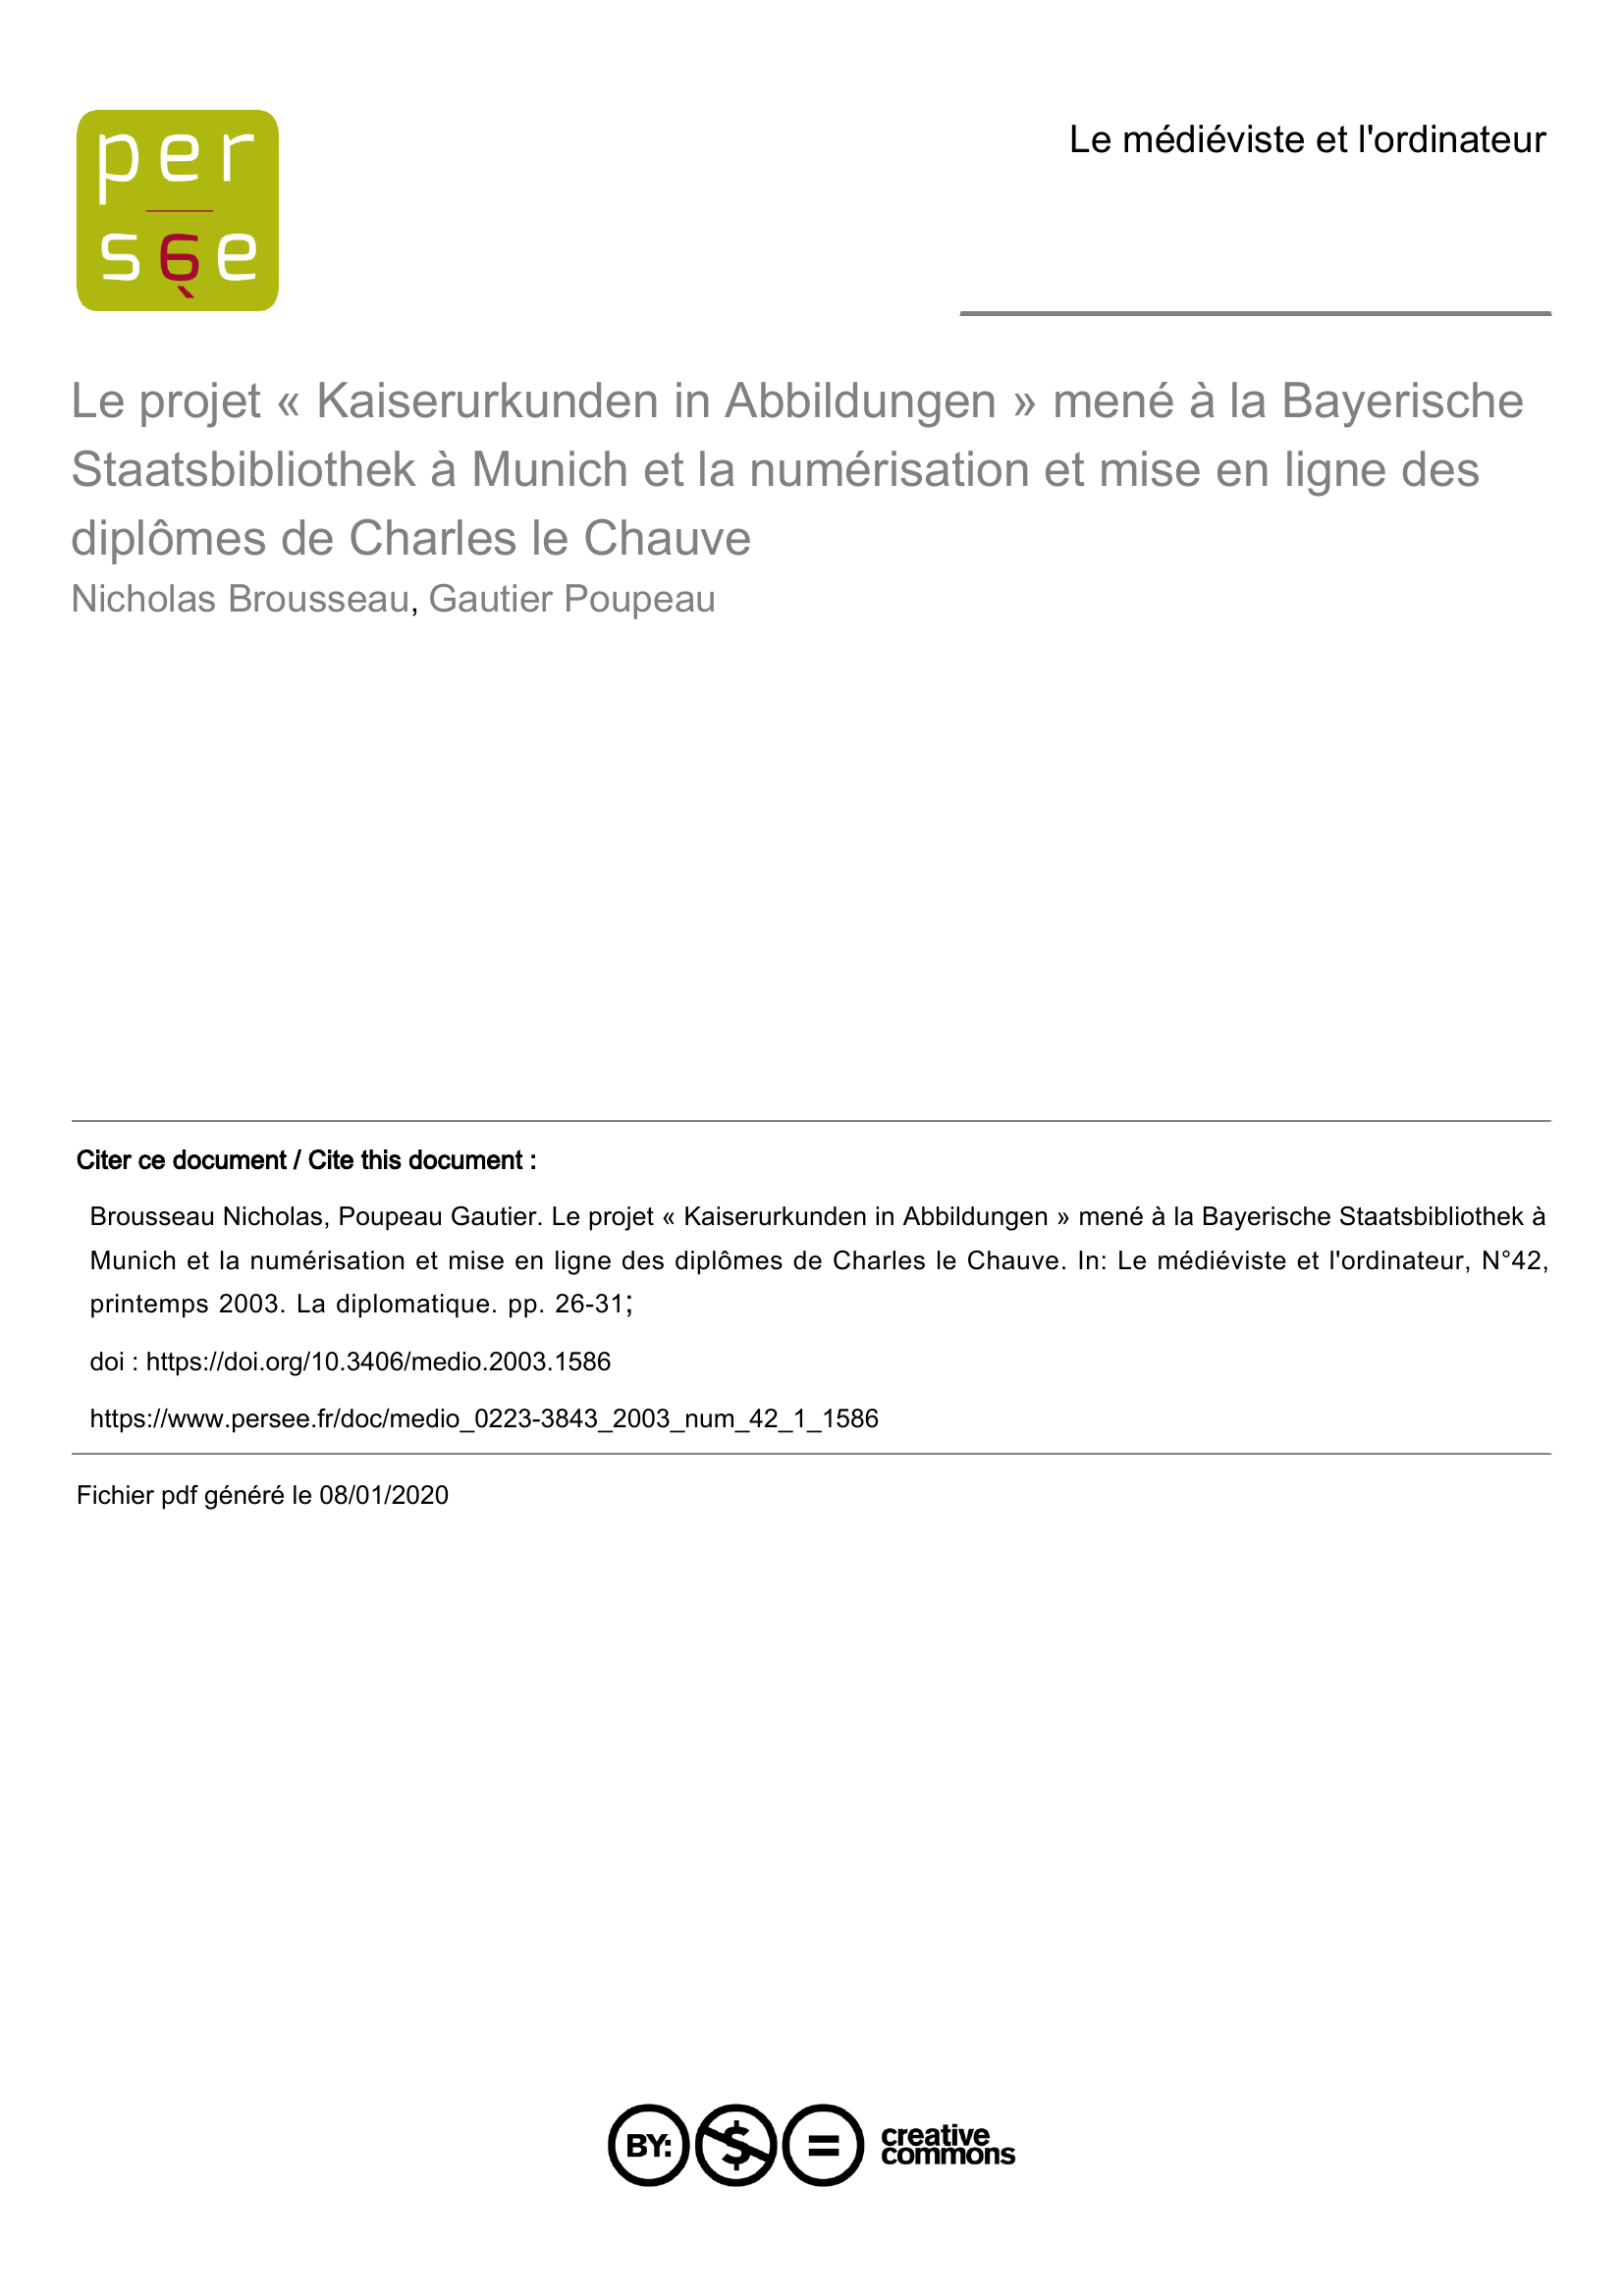 per
sée
Le médiéviste et l'ordinateur
Le projet « Kaiserurkunden in Abbildungen » mené à la Bayerische
Staatsbibliothek à Munich et la numérisation et mise en ligne des
diplômes de Charles le Chauve
Nicholas Brousseau, Gautier Poupeau
Citer ce document / Cite this document :
Brousseau Nicholas, Poupeau Gautier. Le projet « Kaiserurkunden in Abbildungen » mené à la Bayerische Staatsbibliothek à
Munich et la numérisation et mise en ligne des diplômes de Charles le Chauve. In: Le médiéviste et l'ordinateur, N°42,
printemps 2003. La diplomatique. pp. 26-31;
doi : https://doi.org/10.3406/medio.2003.1586
https://www.persee.fr/doc/medio_0223-3843_2003_num_42_1_1586
Fichier pdf généré le 08/01/2020
BY: $ =
creative
commons